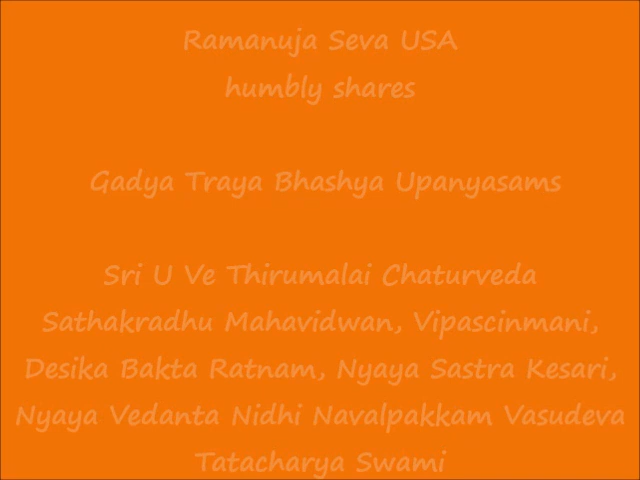 Ramanuja Seva USA
humbly shares
Gadya Traya Bhashya Upanyasams
Sri U Ve Thirumalai Chaturveda
Sathakradhu Mahavidwan, Vipascinmani,
Desika Bakta Ratnam, Nyaya Sastra Kesari,
Nyaya Vedanta Nidhi Navalpakkam Vasudeva
Tatacharya Swami